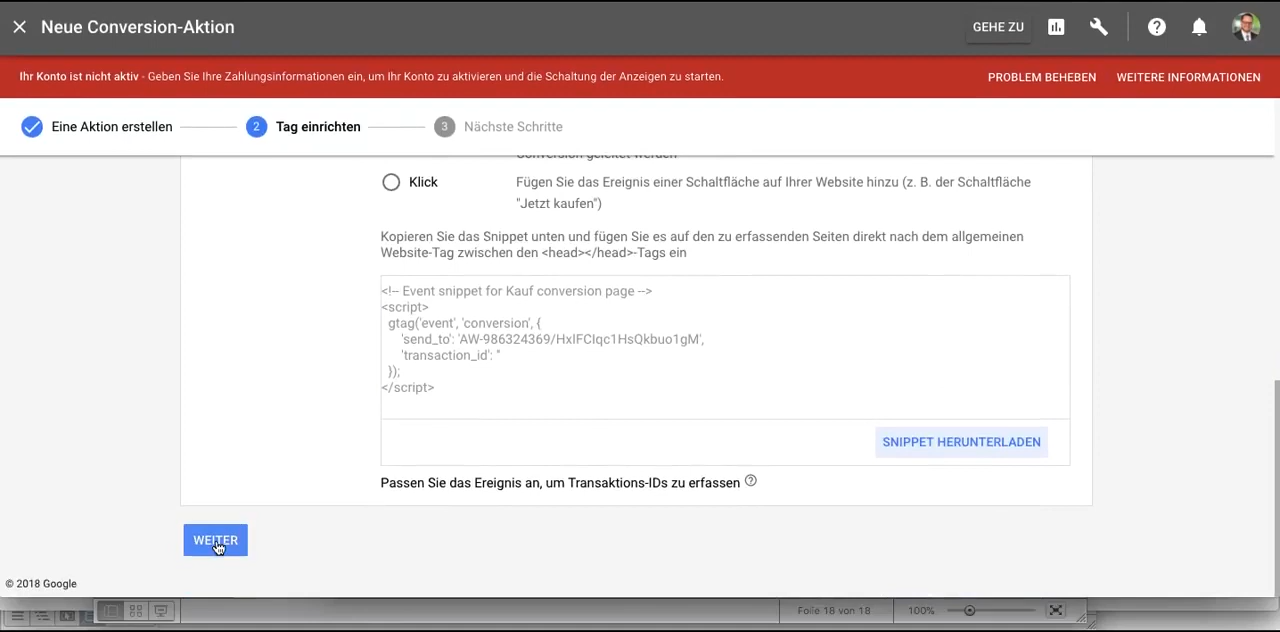 Neue Conversion-Aktion
GEHE ZU
Ihr Konto ist nicht aktiv - Geben Sie Ihre Zahlungsinformationen ein, um Ihr Konto zu aktivieren und die Schaltung der Anzeigen zu starten.
PROBLEM BEHEBEN
WEITERE INFORMATIONEN
Eine Aktion erstellen
2 Tag einrichten
3 Nächste Schritte
Conversion geleitet werden
Klick
Fügen Sie das Ereignis einer Schaltfläche auf Ihrer Website hinzu (z. B. der Schaltfläche
"Jetzt kaufen")
Kopieren Sie das Snippet unten und fügen Sie es auf den zu erfassenden Seiten direkt nach dem allgemeinen
Website-Tag zwischen den <head></head>-Tags ein
<!-- Event snippet for Kauf conversion page -->
<script>
gtag('event', 'conversion', {
'send_to': 'AW-986324369/HxIFCIqc1HsQkbuo1gM',
'transaction_id': ''
});
</script>
SNIPPET HERUNTERLADEN
Passen Sie das Ereignis an, um Transaktions-IDs zu erfassen
WEITER
© 2018 Google
Folie 18 von 18
100%